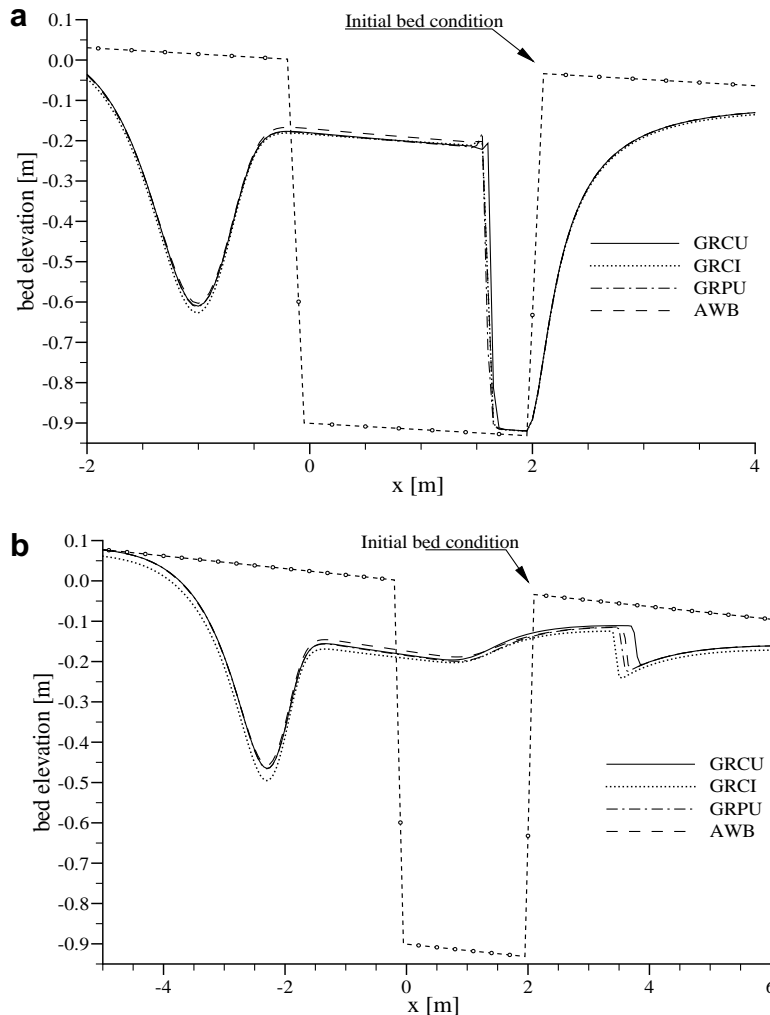 a
Initial bed condition
0.1
0.0
-0.1
-0.2
-0.3
-0.4
-0.5
-0.6
-0.7
-0.8
-0.9
bed elevation [m]
GRCU
GRCI
GRPU
AWB
-2
0
2
4
x [m]
b
Initial bed condition
0.1
0.0
-0.1
-0.2
-0.3
-0.4
-0.5
-0.6
-0.7
-0.8
-0.9
bed elevation [m]
GRCU
GRCI
GRPU
AWB
-4
-2
0
2
4
6
x [m]